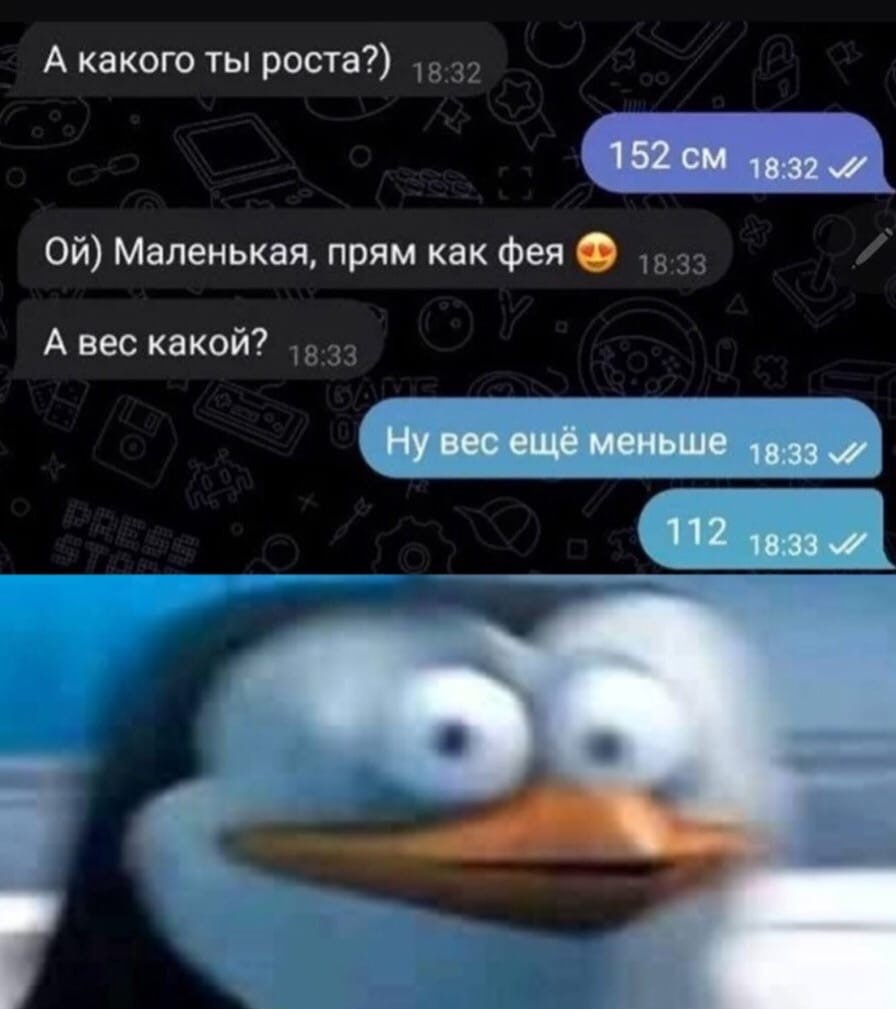 А какого ты роста?) 18:32
152 см 18:32
Ой) Маленькая, прям как фея 😍 18:33
А вес какой? 18:33
Ну вес ещё меньше 18:33
112 18:33